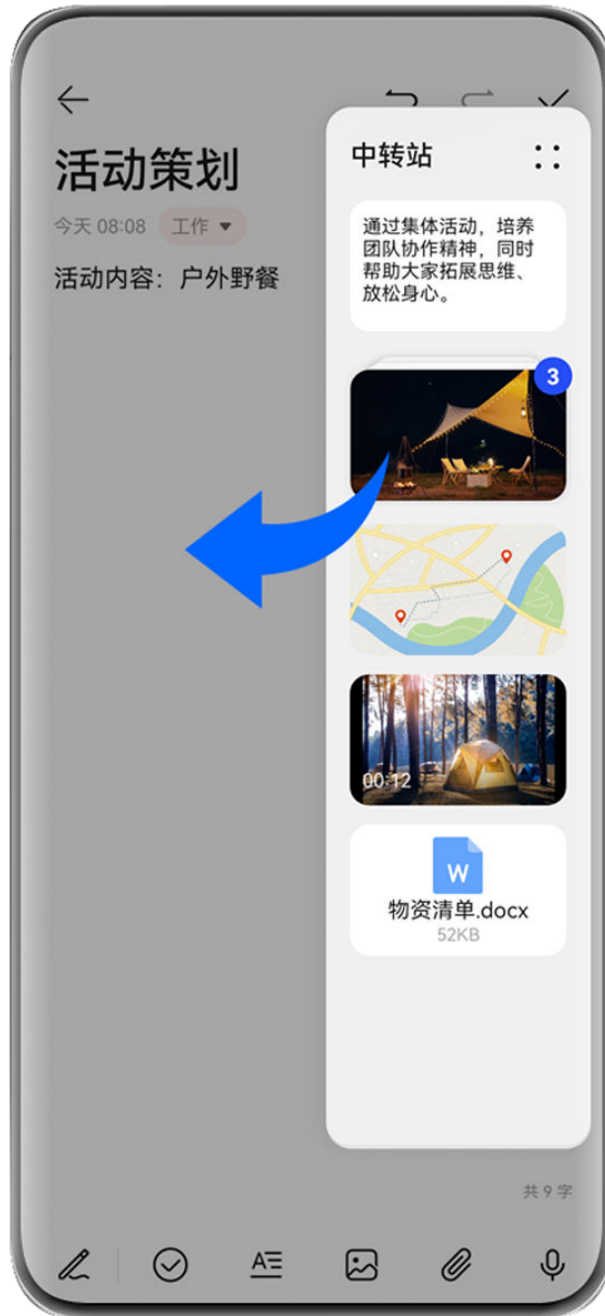 活动策划
今天 08:08 工作
活动内容：户外野餐
中转站
通过集体活动，培养
团队协作精神，同时
帮助大家拓展思维、
放松身心。
3
00:12
W
物资清单.docx
52KB
共 9 字
A